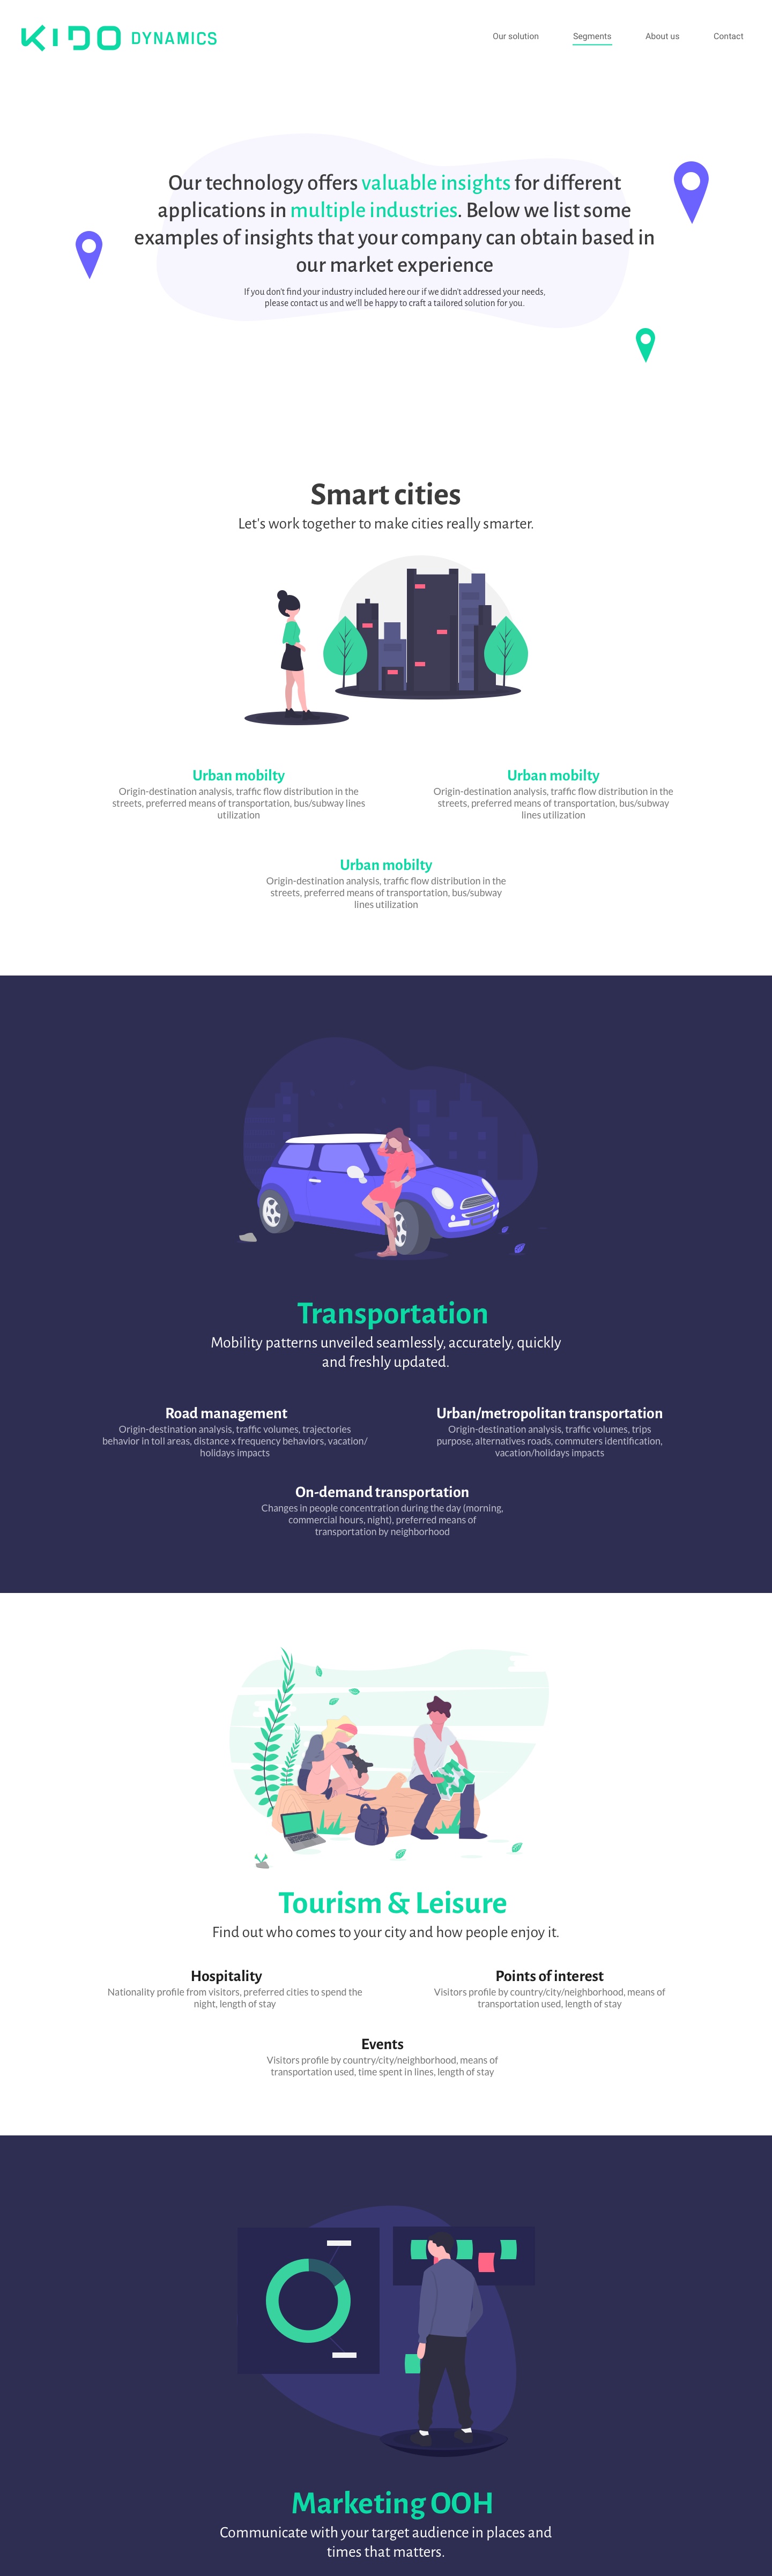 KIDO DYNAMICS
Our solution
Segments
About us
Contact
Our technology offers valuable insights for different
applications in multiple industries. Below we list some
examples of insights that your company can obtain based in
our market experience
If you don't find your industry included here our if we didn't addressed your needs,
please contact us and we'll be happy to craft a tailored solution for you.
Smart cities
Let's work together to make cities really smarter.
Urban mobilty
Origin-destination analysis, traffic flow distribution in the
streets, preferred means of transportation, bus/subway lines
utilization
Urban mobilty
Origin-destination analysis, traffic flow distribution in the
streets, preferred means of transportation, bus/subway
lines utilization
Urban mobilty
Origin-destination analysis, traffic flow distribution in the
streets, preferred means of transportation, bus/subway
lines utilization
Transportation
Mobility patterns unveiled seamlessly, accurately, quickly
and freshly updated.
Road management
Origin-destination analysis, traffic volumes, trajectories
behavior in toll areas, distance x frequency behaviors, vacation/
holidays impacts
Urban/metropolitan transportation
Origin-destination analysis, traffic volumes, trips
purpose, alternatives roads, commuters identification,
vacation/holidays impacts
On-demand transportation
Changes in people concentration during the day (morning,
commercial hours, night), preferred means of
transportation by neighborhood
Tourism & Leisure
Find out who comes to your city and how people enjoy it.
Hospitality
Nationality profile from visitors, preferred cities to spend the
night, length of stay
Points of interest
Visitors profile by country/city/neighborhood, means of
transportation used, length of stay
Events
Visitors profile by country/city/neighborhood, means of
transportation used, time spent in lines, length of stay
Marketing OOH
Communicate with your target audience in places and
times that matters.